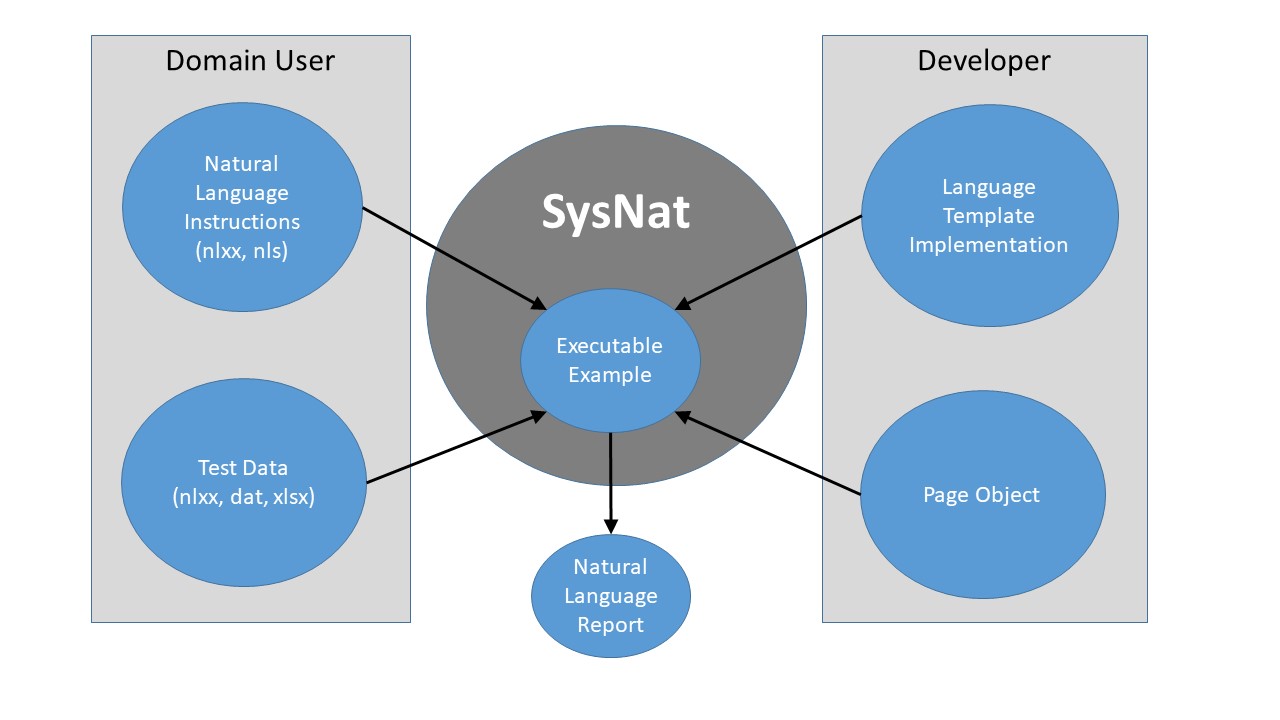 Domain User
Natural
Language
Instructions
(nlxx, nls)
Test Data
(nlxx, dat, xlsx)
SysNat
Executable
Example
Natural
Language
Report
Developer
Language
Template
Implementation
Page Object